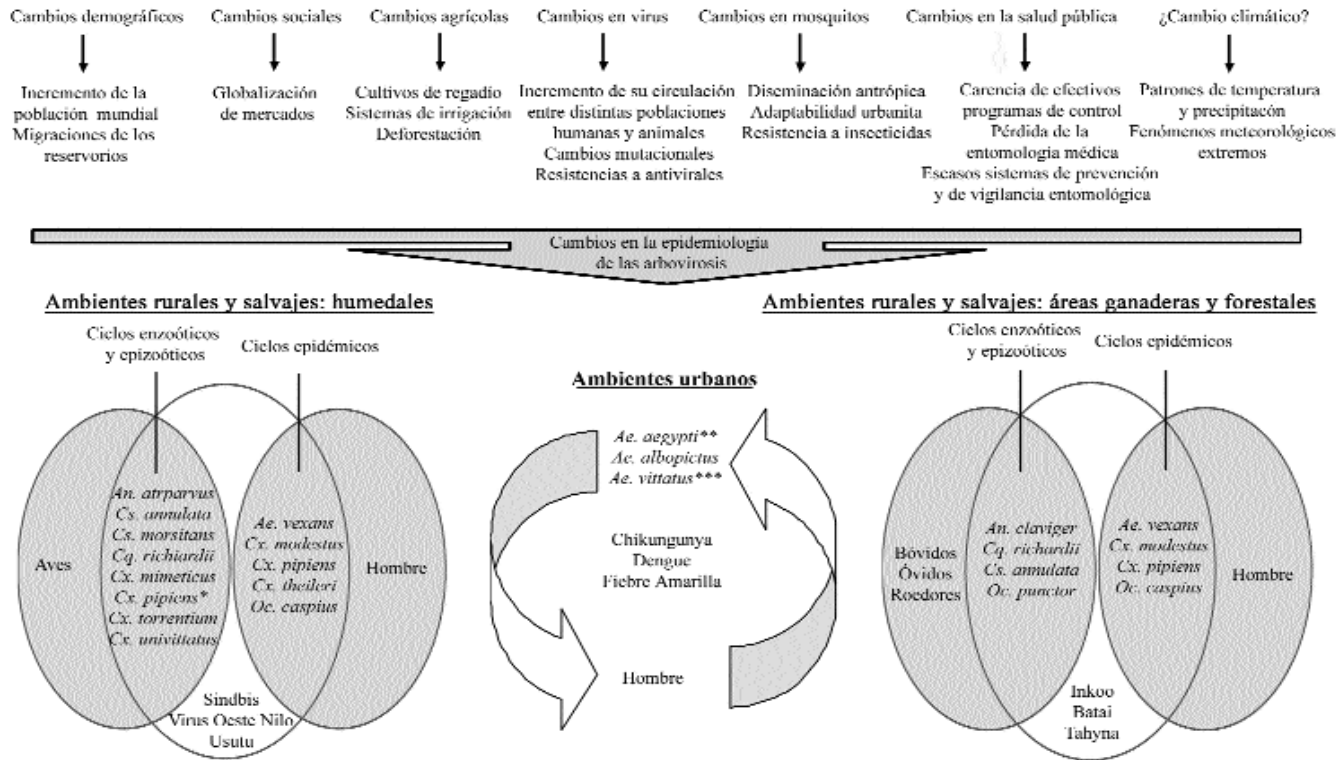 Cambios demográficos
Cambios sociales
Cambios agrícolas
Cambios en virus
Cambios en mosquitos
Cambios en la salud pública
¿Cambio climático?
Incremento de la
población mundial
Migraciones de los
reservorios
Globalización
de mercados
Cultivos de regadío
Sistemas de irrigación
Deforestación
Incremento de su circulación
entre distintas poblaciones
humanas y animales
Cambios mutacionales
Resistencias a antivirales
Diseminación antrópica
Adaptabilidad urbanita
Resistencia a insecticidas
Carencia de efectivos
programas de control
Pérdida de la
entomología médica
Escasos sistemas de prevención
y de vigilancia entomológica
Patrones de temperatura
y precipitacón
Fenómenos meteorológicos
extremos
Cambios en la epidemiología
de las arbovirosis
Ambientes rurales y salvajes: humedales
Ciclos enzoóticos
y epizoóticos
Ciclos epidémicos
Aves
An. atrparvus
Cs. annulata
Cs. morsitans
Cq. richiardii
Cx. mimeticus
Cx. pipiens*
Cx. torrentium
Cx. univittatus
Ae. vexans
Cx. modestus
Cx. pipiens
Cx. theileri
Oc. caspius
Hombre
Sindbis
Virus Oeste Nilo
Usutu
Ambientes urbanos
Ae. aegypti**
Ae. albopictus
Ae. vittatus***
Chikungunya
Dengue
Fiebre Amarilla
Hombre
Ambientes rurales y salvajes: áreas ganaderas y forestales
Ciclos enzoóticos
y epizoóticos
Ciclos epidémicos
Bóvidos
Óvidos
Roedores
An. claviger
Cq. richardii
Cs. annulata
Oc. punctor
Ae. vexans
Cx. modestus
Cx. pipiens
Oc. caspius
Hombre
Inkoo
Batai
Tahyna